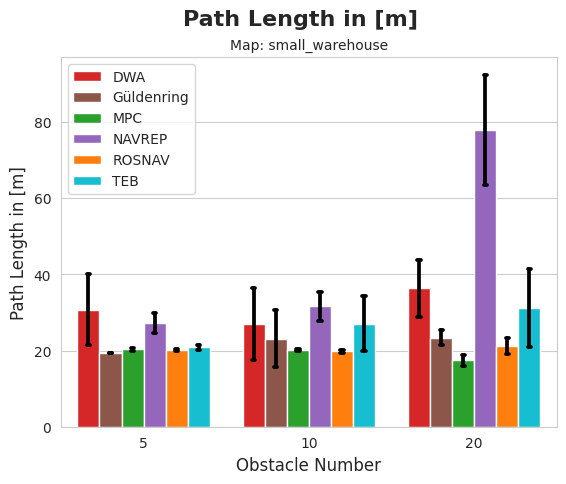 Path Length in [m]
Map: small_warehouse
DWA
Güldenring
MPC
NAVREP
ROSNAV
TEB
Path Length in [m]
80
60
40
20
0
5 10 20
Obstacle Number